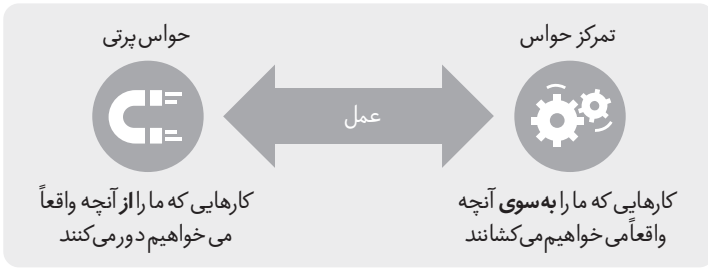 تمرکز حواس
حواس‌پرتی
عمل
کارهایی که ما را به‌سوی آنچه
واقعاً می‌خواهیم می‌کشانند
کارهایی که ما را از آنچه واقعاً
می‌خواهیم دور می‌کنند